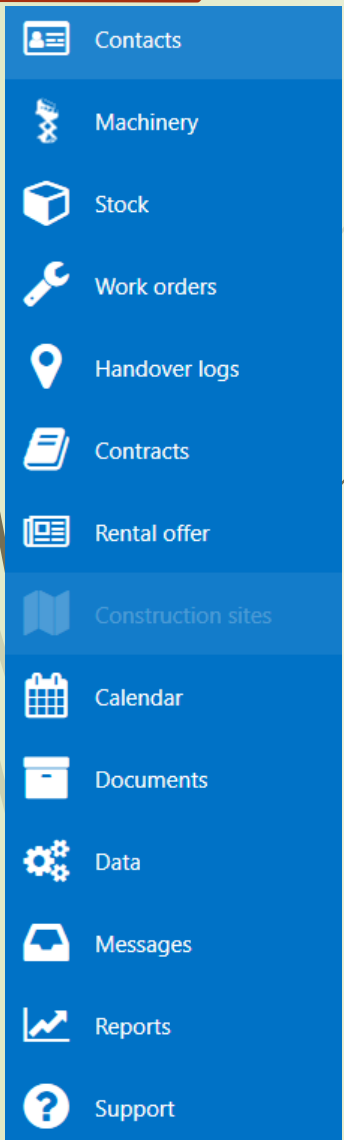 Contacts
Machinery
Stock
Work orders
Handover logs
Contracts
Rental offer
Construction sites
Calendar
Documents
Data
Messages
Reports
Support